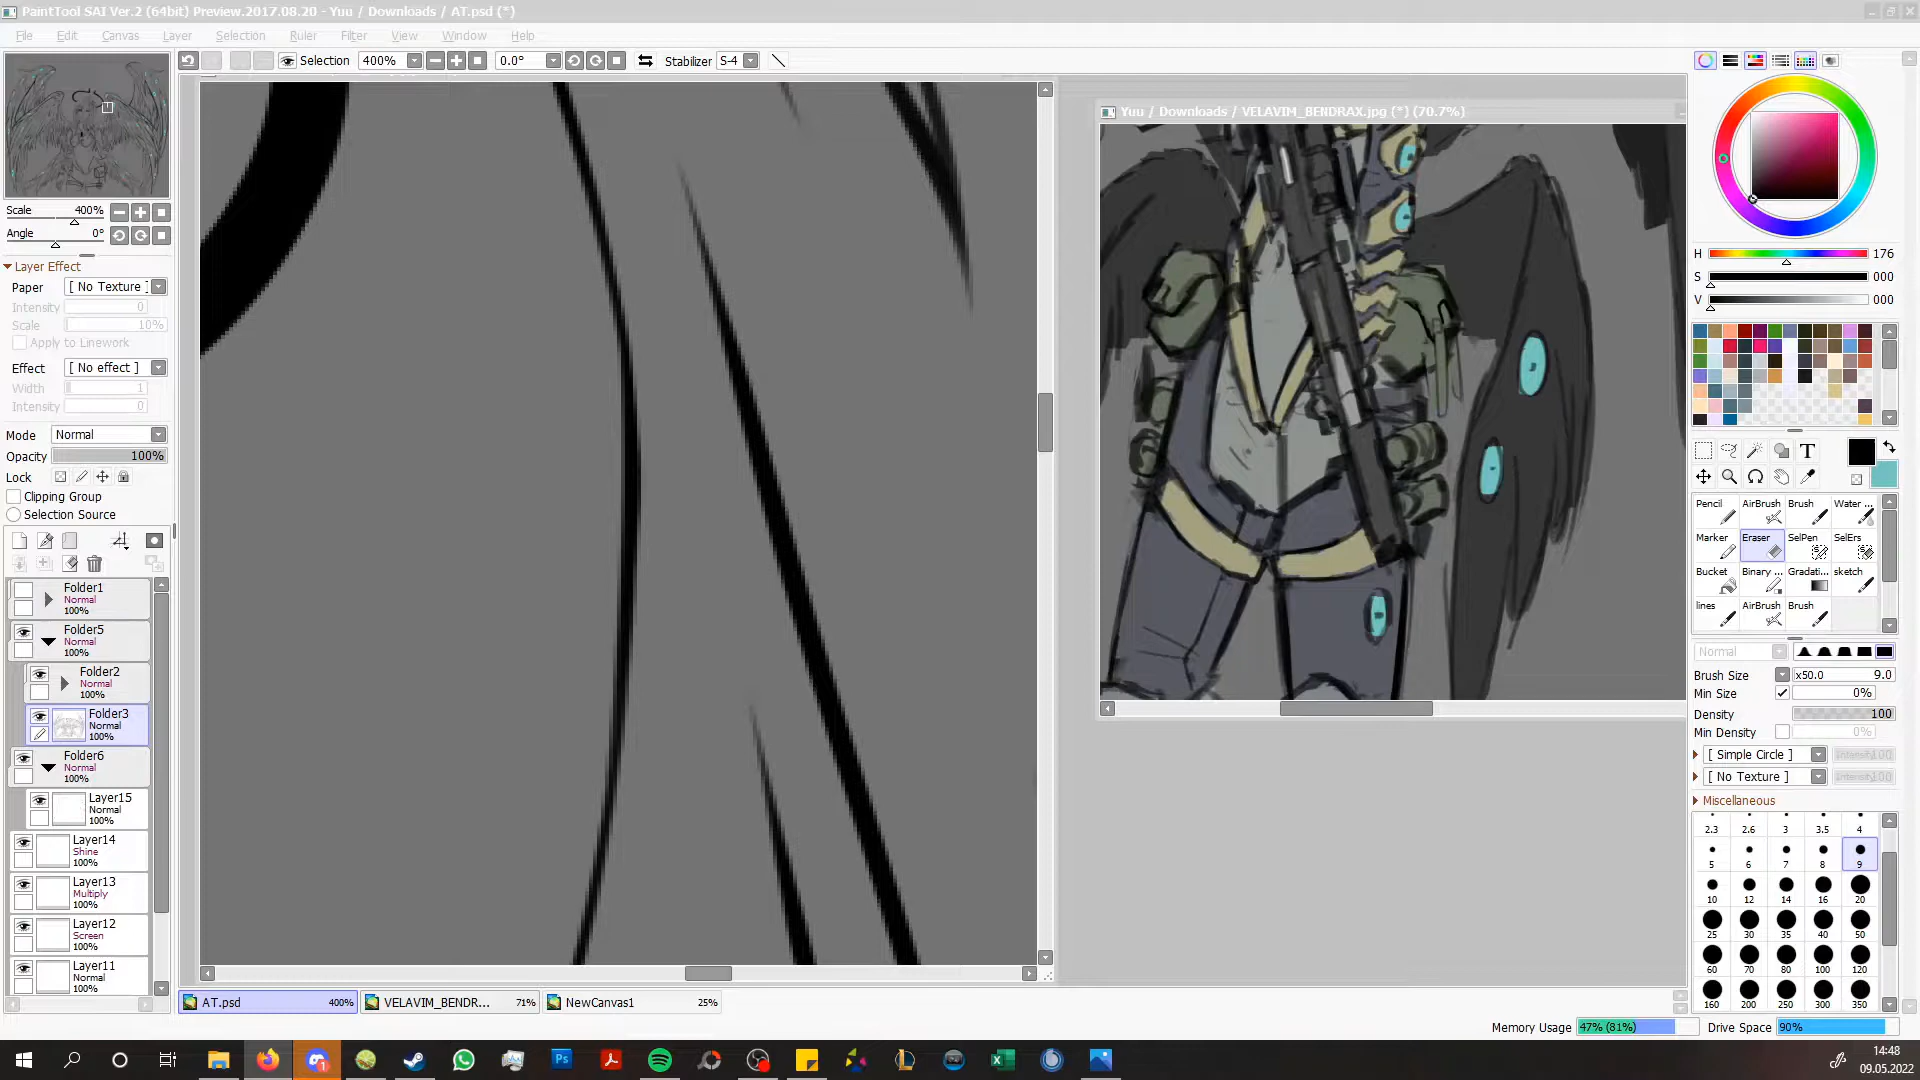 PaintTool SAI Ver.2 (64bit) Preview.2017.08.20 - Yuu / Downloads / AT.psd (*)
File Edit Canvas Layer Selection Ruler Filter View Window Help
Selection 400% 0.0° Stabilizer S-4
Yuu / Downloads / VELAVIM_BENDRAX.jpg (*) (70.7%)
Scale 400%
Angle 0°
Layer Effect
Paper [ No Texture ]
Intensity 0
Scale 10%
Apply to Linework
Effect [ No effect ]
Width 1
Intensity 0
Mode Normal
Opacity 100%
Lock
Clipping Group
Selection Source
Folder1
Normal
100%
Folder5
Normal
100%
Folder2
Normal
100%
Folder3
Normal
100%
Folder6
Normal
100%
Layer15
Normal
100%
Layer14
Shine
100%
Layer13
Multiply
100%
Layer12
Screen
100%
Layer11
Normal
100%
H 176
S 000
V 000
T
Pencil AirBrush Brush Water ...
Marker Eraser SelPen SelErs
Bucket Binary ... Gradati... sketch
lines AirBrush Brush
Normal
Brush Size x50.0 9.0
Min Size 0%
Density 100
Min Density 0%
[ Simple Circle ] Intensity 100
[ No Texture ] Intensity 100
Miscellaneous
2.3 2.6 3 3.5 4
5 6 7 8 9
10 12 14 16 20
25 30 35 40 50
60 70 80 100 120
160 200 250 300 350
AT.psd 400% VELAVIM_BENDR... 71% NewCanvas1 25%
Memory Usage 47% (81%) Drive Space 90%
1
Ps
14:48
09.05.2022